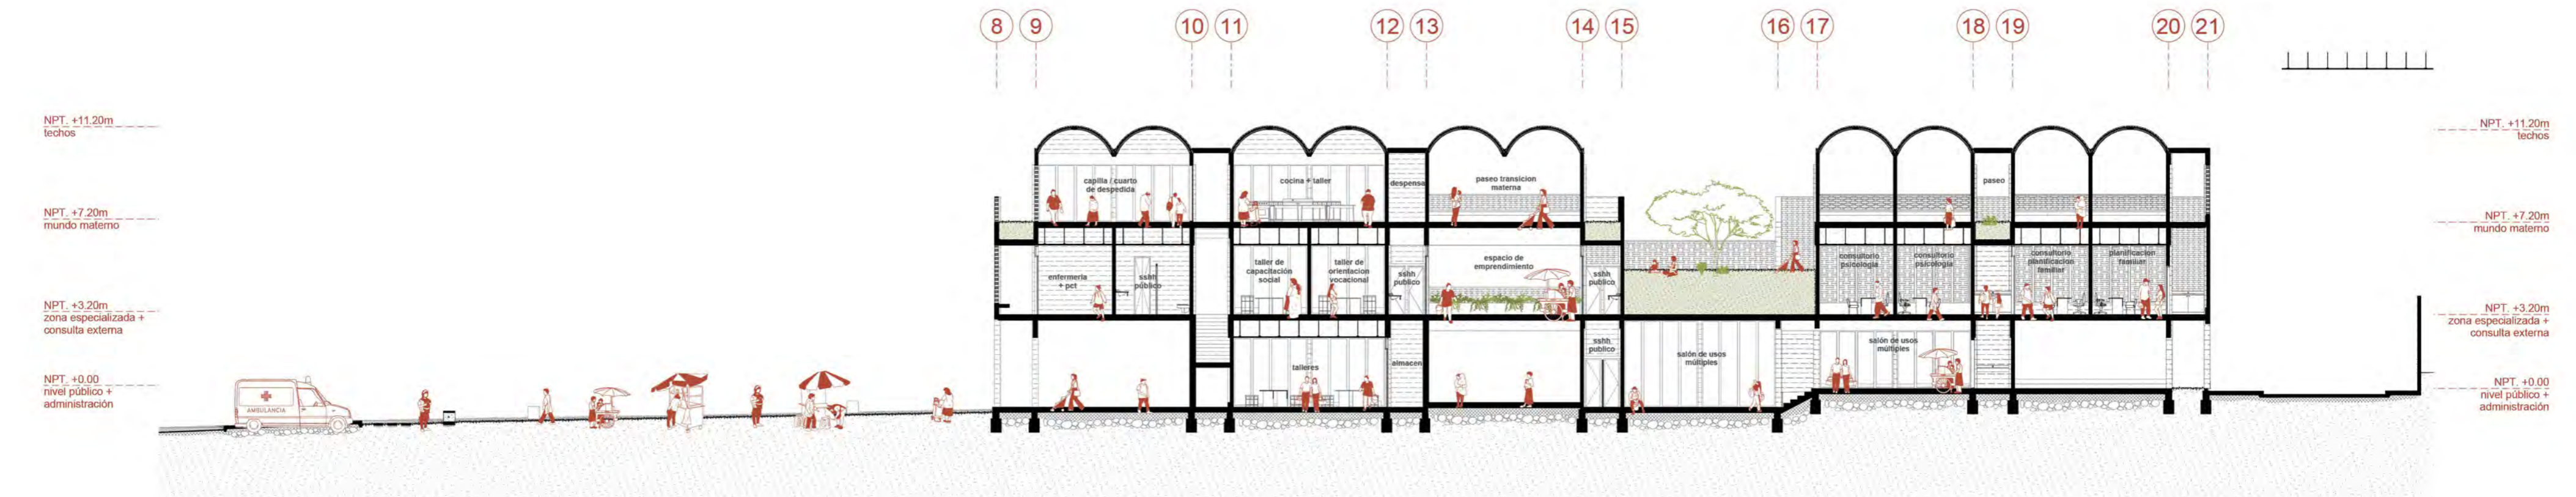 8 9 10 11 12 13 14 15 16 17 18 19 20 21
NPT. +11.20m
techos
NPT. +7.20m
mundo materno
NPT. +3.20m
zona especializada +
consulta externa
NPT. +0.00
nivel público +
administración
AMBULANCIA
capilla / cuarto
de despedida
cocina + taller
despensa
paseo transicion
materna
paseo
enfermeria
+ pct
sshh
público
taller de
capacitación
social
taller de
orientacion
vocacional
sshh
publico
espacio de
emprendimiento
sshh
publico
consultorio
psicologia
consultorio
psicologia
consultorio
planificacion
familiar
planificacion
familiar
talleres
almacen
sshh
publico
salón de usos
múltiples
salón de usos
múltiples
NPT. +11.20m
techos
NPT. +7.20m
mundo materno
NPT. +3.20m
zona especializada +
consulta externa
NPT. +0.00
nivel público +
administración